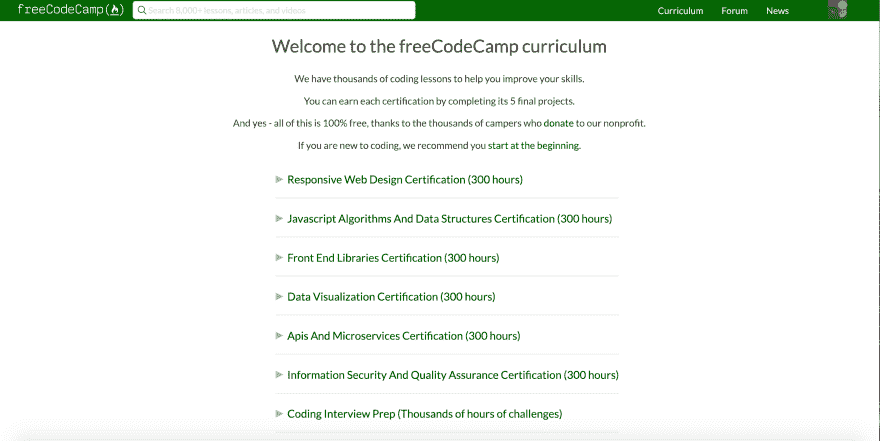 freeCodeCamp(🔥)
Search 8,000+ lessons, articles, and videos
Curriculum Forum News
Welcome to the freeCodeCamp curriculum
We have thousands of coding lessons to help you improve your skills.
You can earn each certification by completing its 5 final projects.
And yes - all of this is 100% free, thanks to the thousands of campers who donate to our nonprofit.
If you are new to coding, we recommend you start at the beginning.
Responsive Web Design Certification (300 hours)
Javascript Algorithms And Data Structures Certification (300 hours)
Front End Libraries Certification (300 hours)
Data Visualization Certification (300 hours)
Apis And Microservices Certification (300 hours)
Information Security And Quality Assurance Certification (300 hours)
Coding Interview Prep (Thousands of hours of challenges)